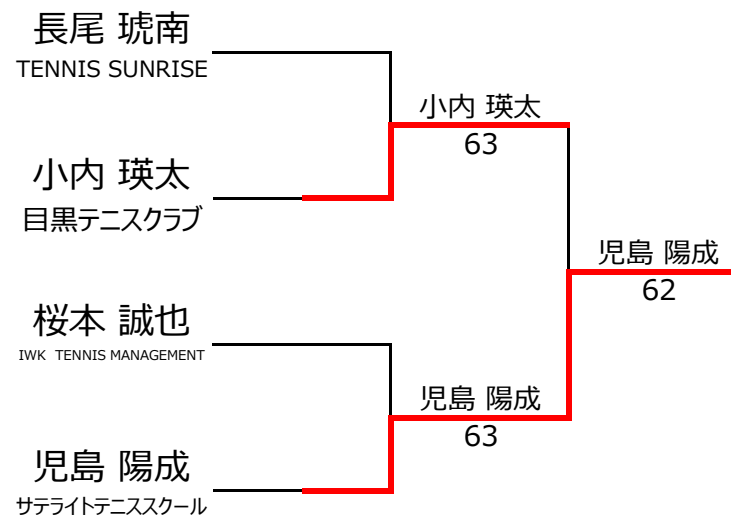 長尾 琥南
TENNIS SUNRISE
小内 瑛太
63
小内 瑛太
目黒テニスクラブ
児島 陽成
62
桜本 誠也
IWK TENNIS MANAGEMENT
児島 陽成
63
児島 陽成
サテライトテニススクール